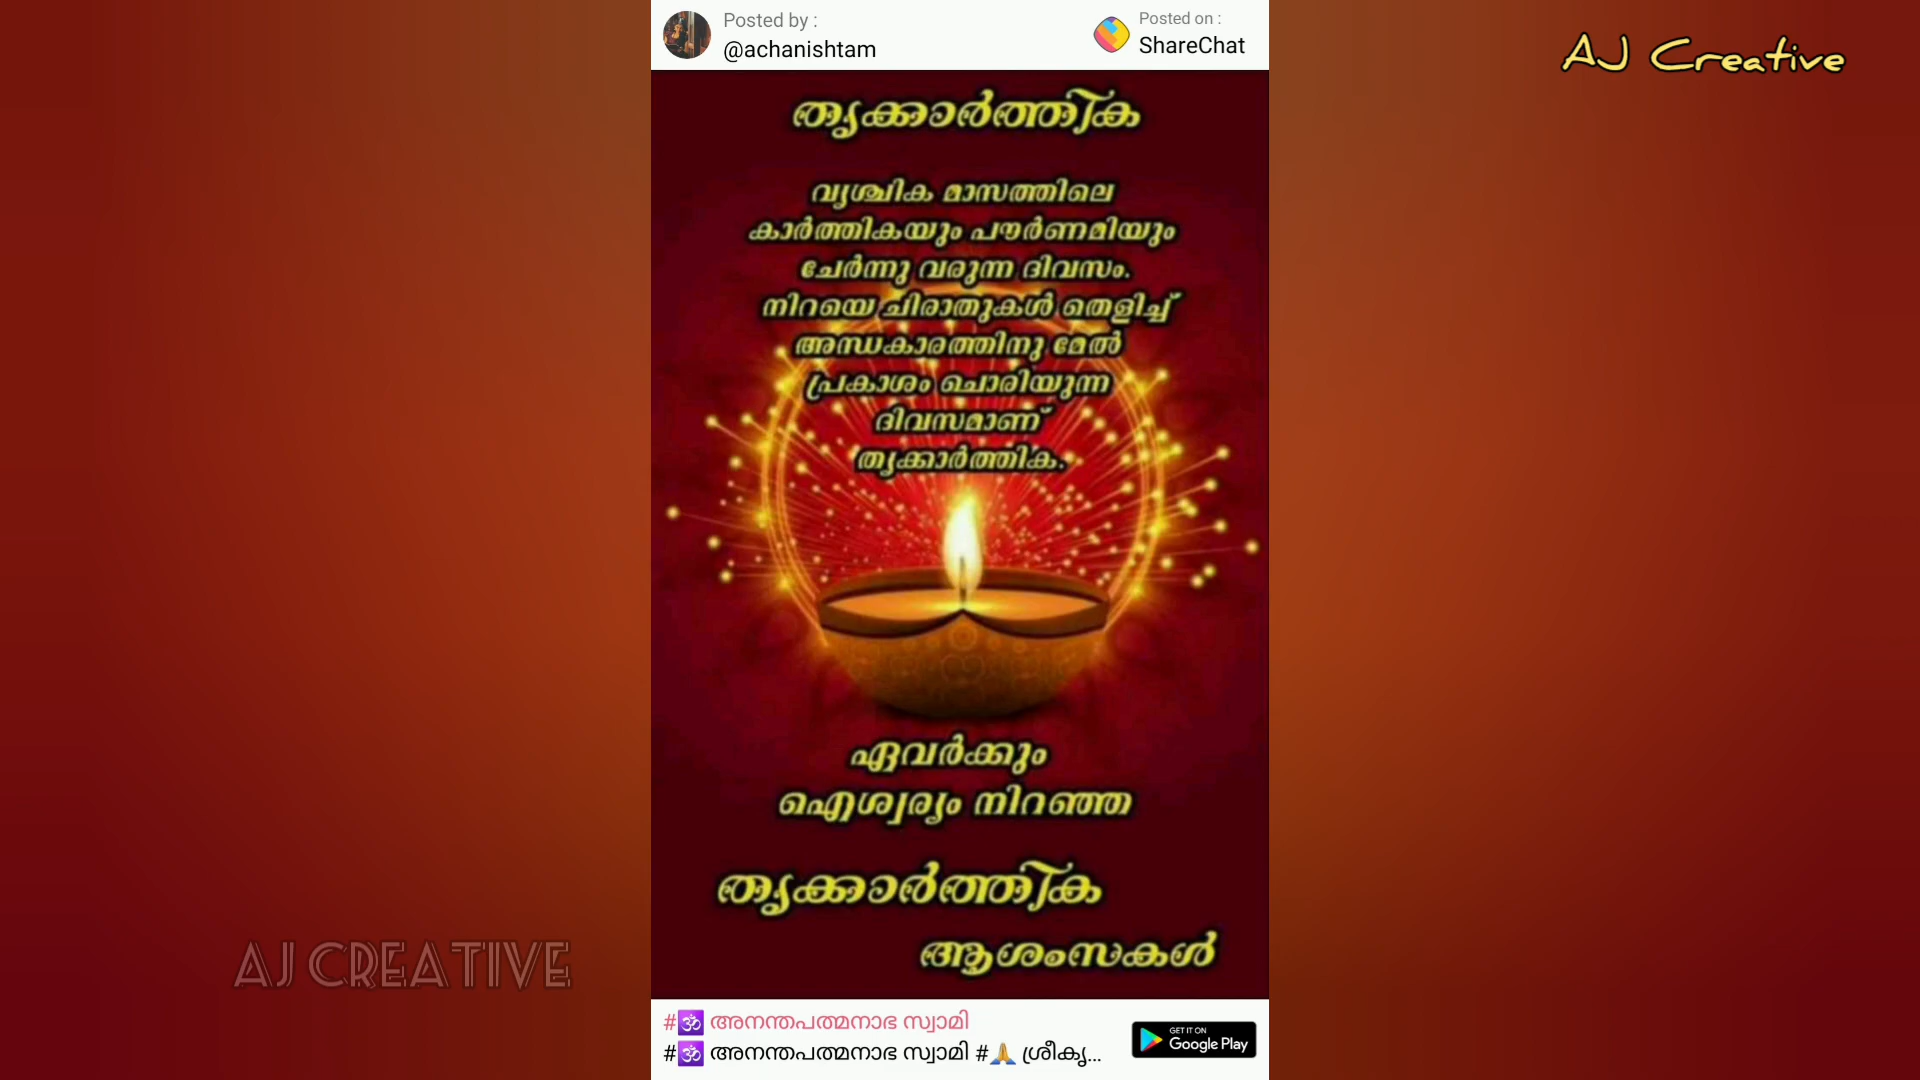 Posted by :
@achanishtam
Posted on :
ShareChat
AJ Creative
തൃക്കാർത്തിക
വൃശ്ചിക മാസത്തിലെ
കാർത്തികയും പൗർണമിയും
ചേർന്നു വരുന്ന ദിവസം.
നിറയെ ചിരാതുകൾ തെളിച്ച്
അന്ധകാരത്തിനു മേൽ
പ്രകാശം ചൊരിയുന്ന
ദിവസമാണ്
തൃക്കാർത്തിക.
ഏവർക്കും
ഐശ്വര്യം നിറഞ്ഞ
തൃക്കാർത്തിക
ആശംസകൾ
AJ CREATIVE
#🕉 അനന്തപത്മനാഭ സ്വാമി
#🕉 അനന്തപത്മനാഭ സ്വാമി #🙏 ശ്രീകൃ...
GET IT ON
Google Play